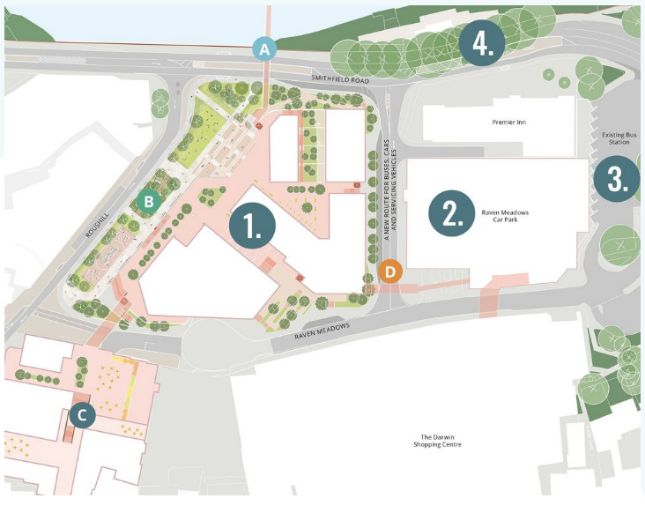 A
4.
SMITHFIELD ROAD
Premier Inn
Existing Bus
Station
3.
B
1.
2.
Raven Meadows
Car Park
A NEW ROUTE FOR BUSES, CARS
AND SERVICING VEHICLES
ROUSHILL
D
RAVEN MEADOWS
C
The Darwin
Shopping Centre